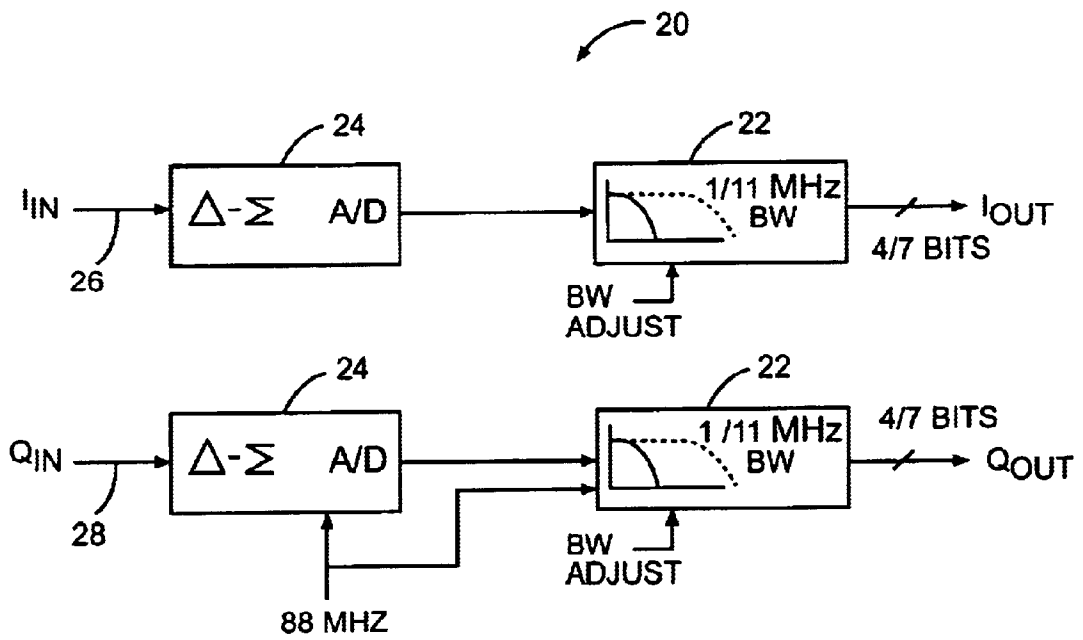 20
24
22
I_IN
Δ-Σ A/D
1/11 MHz
BW
I_OUT
4/7 BITS
26
BW
ADJUST
24
22
4/7 BITS
Q_IN
Δ-Σ A/D
1/11 MHz
BW
Q_OUT
28
BW
ADJUST
88 MHZ